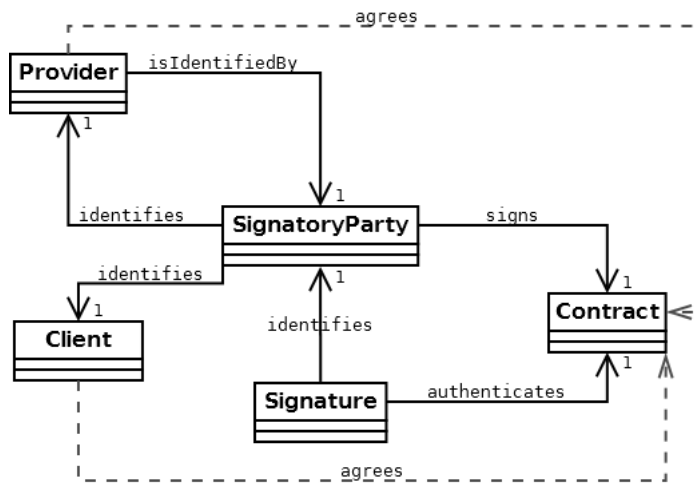 agrees
Provider
isIdentifiedBy
1
1
identifies
SignatoryParty
signs
identifies
1
1
1
Contract
Client
identifies
1
Signature
authenticates
agrees